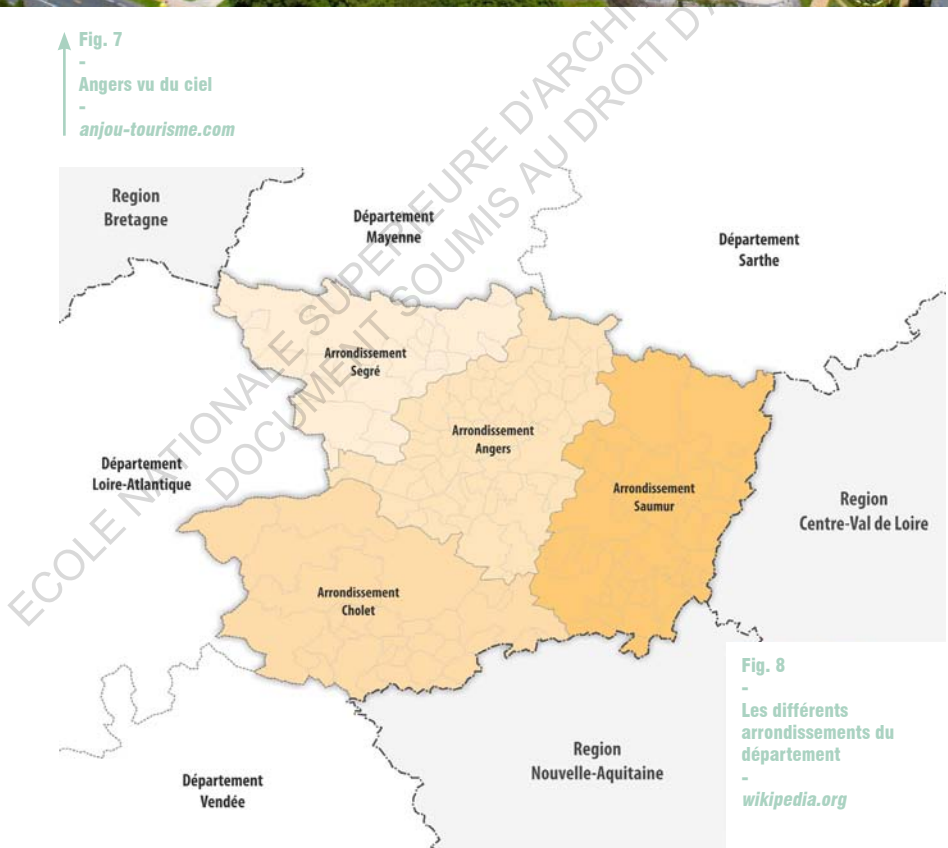 Fig. 7
-
Angers vu du ciel
-
anjou-tourisme.com
ECOLE NATIONALE SUPERIEURE D'ARCHI
DOCUMENT SOUMIS AU DROIT D'A
Region
Bretagne
Département
Mayenne
Département
Sarthe
Arrondissement
Segré
Arrondissement
Angers
Département
Loire-Atlantique
Arrondissement
Saumur
Region
Centre-Val de Loire
Arrondissement
Cholet
Fig. 8
-
Les différents
arrondissements du
département
-
wikipedia.org
Region
Nouvelle-Aquitaine
Département
Vendée